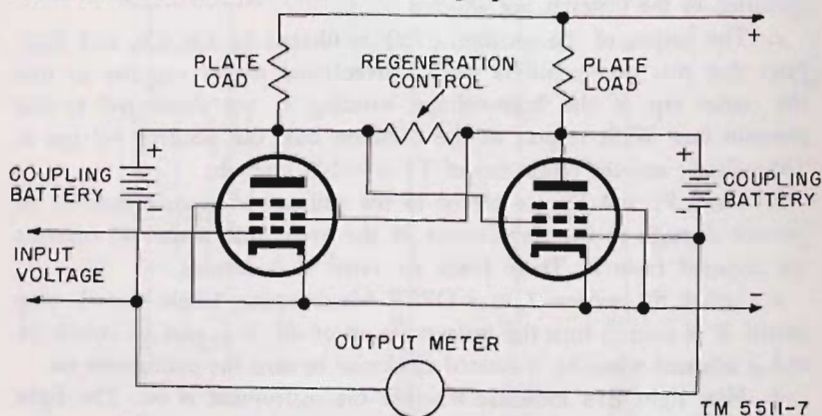 PLATE LOAD
REGENERATION CONTROL
PLATE LOAD
+
+
COUPLING BATTERY
+
COUPLING BATTERY
-
INPUT VOLTAGE
-
OUTPUT METER
TM 5511-7